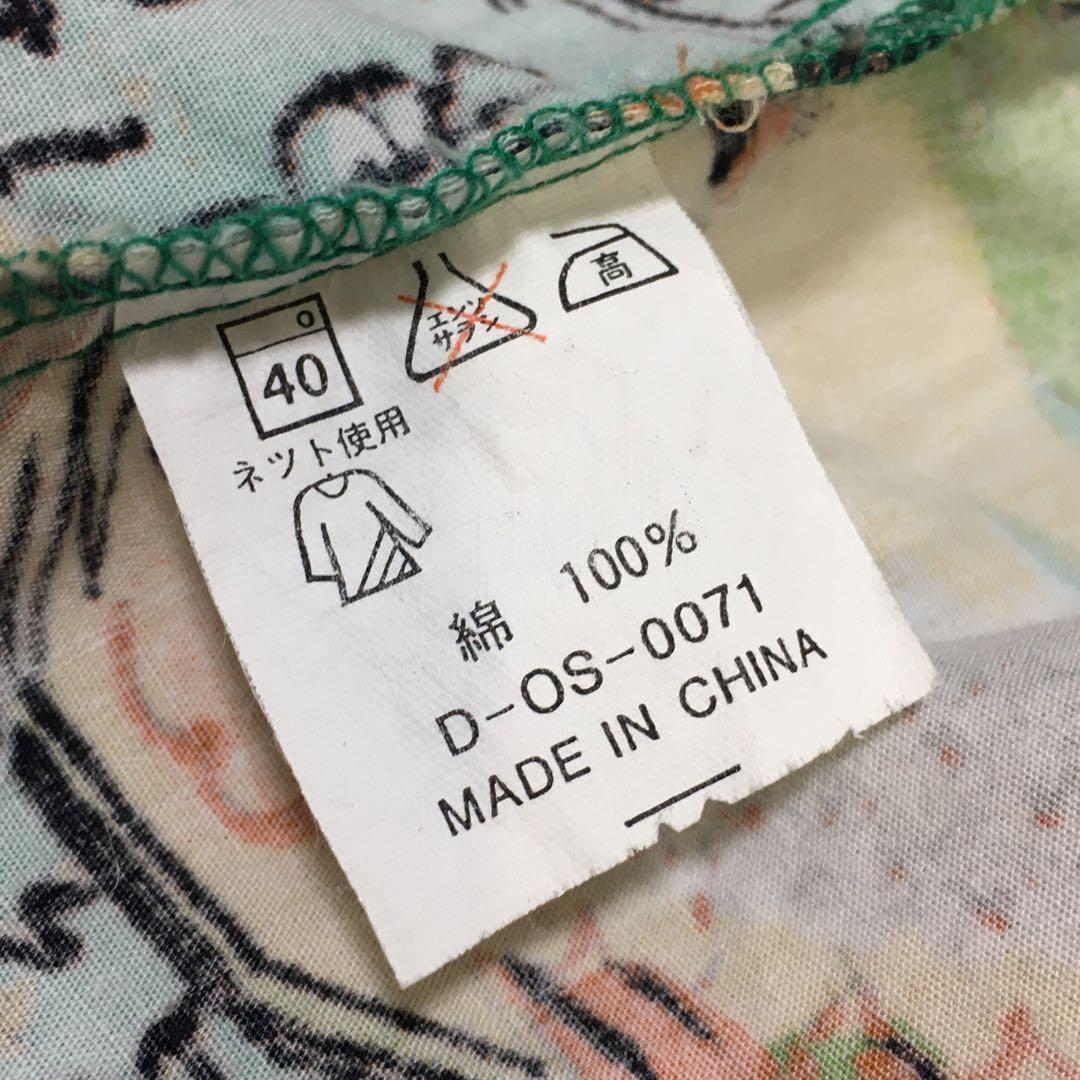 40
エンソ
サラシ
高
ネツト使用
綿 100%
D-OS-0071
MADE IN CHINA